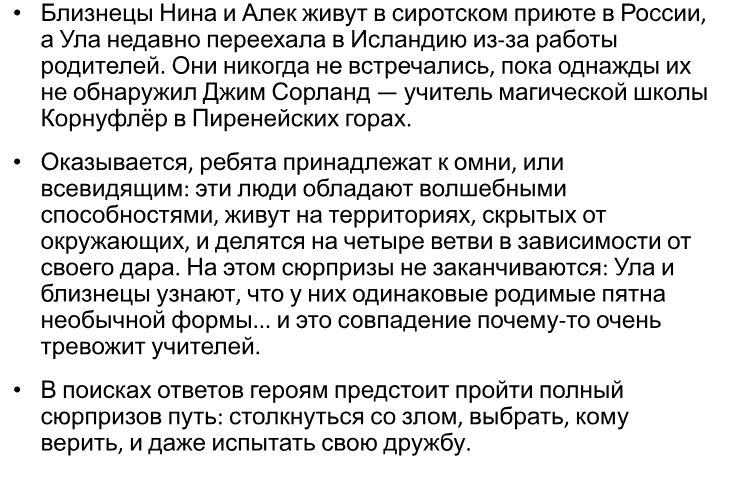 • Близнецы Нина и Алек живут в сиротском приюте в России,
а Ула недавно переехала в Исландию из-за работы
родителей. Они никогда не встречались, пока однажды их
не обнаружил Джим Сорланд — учитель магической школы
Корнуфлёр в Пиренейских горах.
• Оказывается, ребята принадлежат к омни, или
всевидящим: эти люди обладают волшебными
способностями, живут на территориях, скрытых от
окружающих, и делятся на четыре ветви в зависимости от
своего дара. На этом сюрпризы не заканчиваются: Ула и
близнецы узнают, что у них одинаковые родимые пятна
необычной формы... и это совпадение почему-то очень
тревожит учителей.
• В поисках ответов героям предстоит пройти полный
сюрпризов путь: столкнуться со злом, выбрать, кому
верить, и даже испытать свою дружбу.